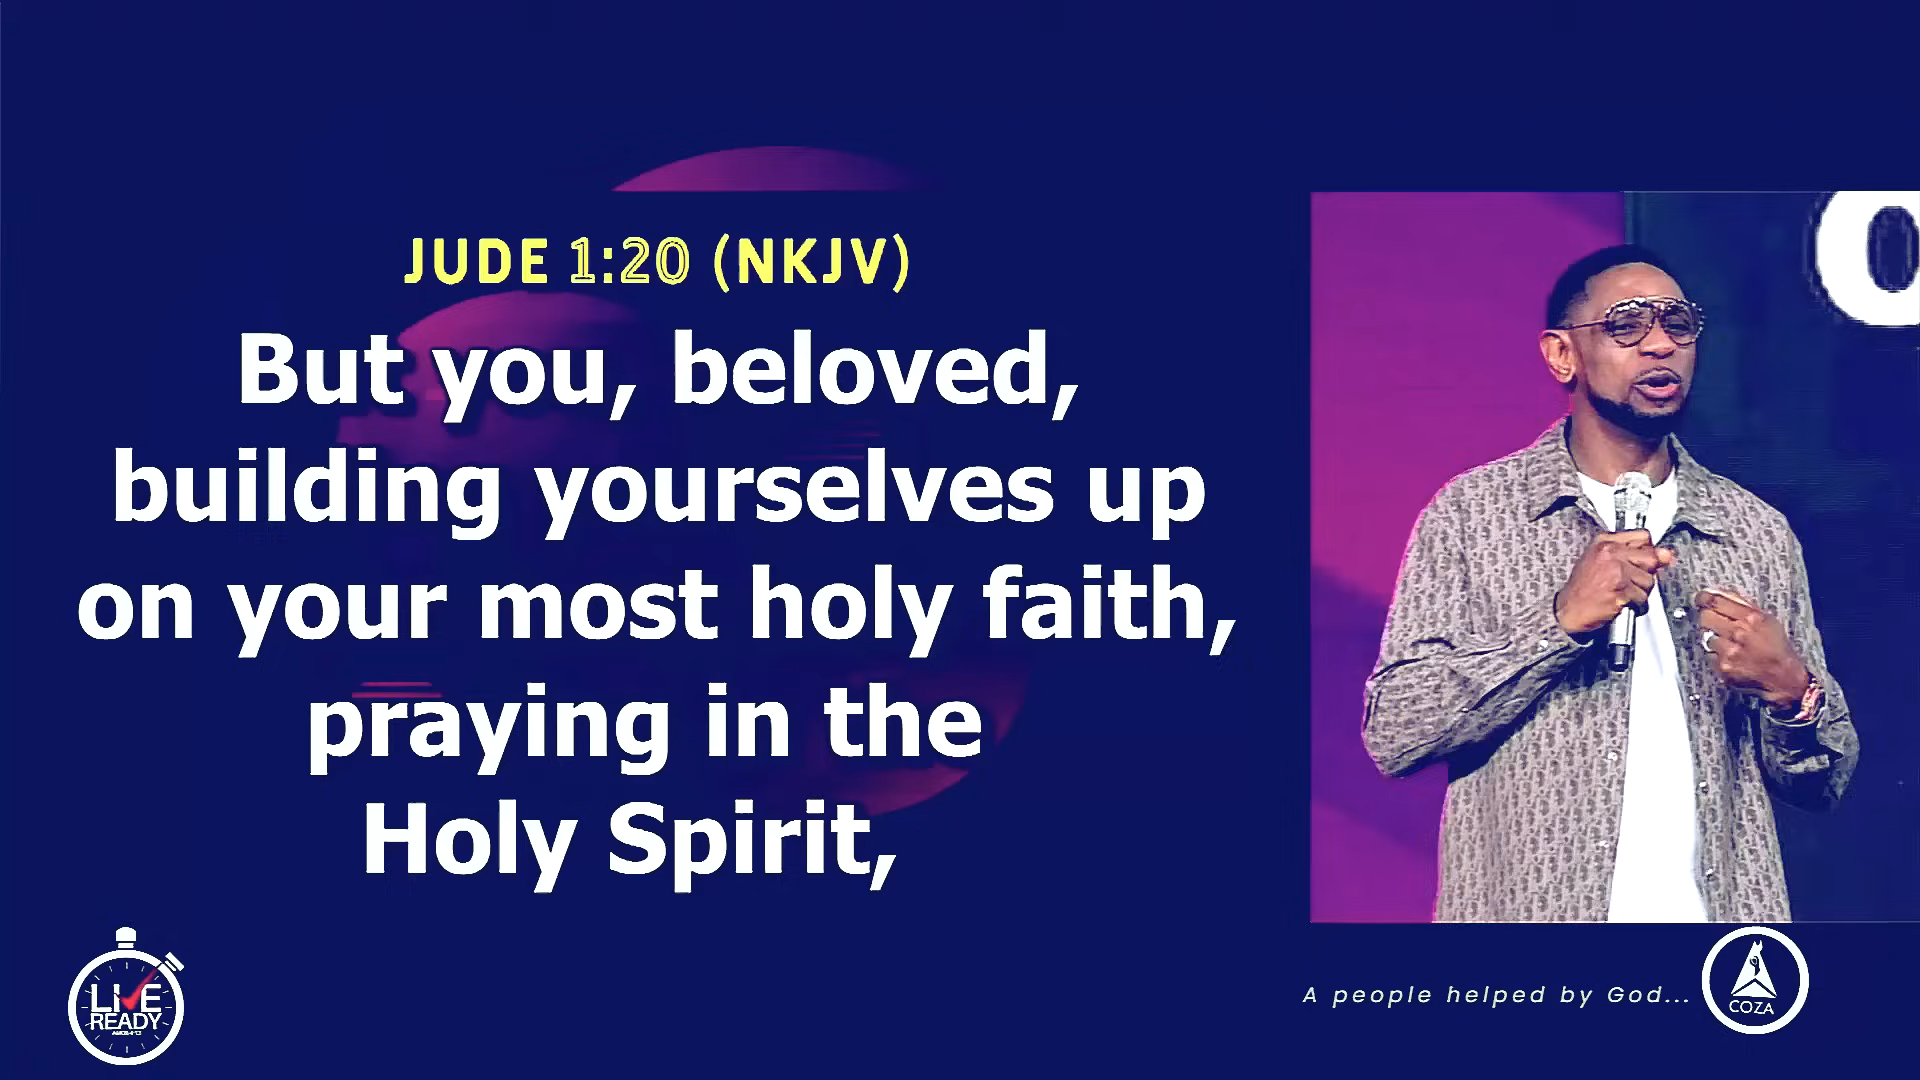 JUDE 1:20 (NKJV)
But you, beloved,
building yourselves up
on your most holy faith,
praying in the
Holy Spirit,
LIVE
READY
A people helped by God...
COZA